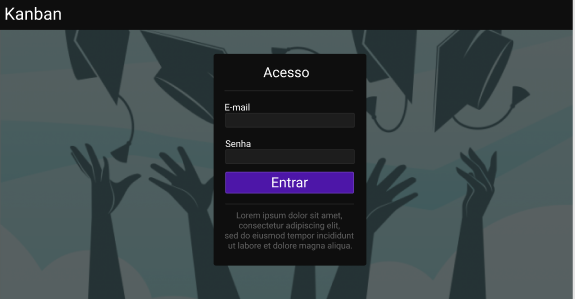 Kanban
Acesso
E-mail
Senha
Entrar
Lorem ipsum dolor sit amet,
consectetur adipiscing elit,
sed do eiusmod tempor incididunt
ut labore et dolore magna aliqua.